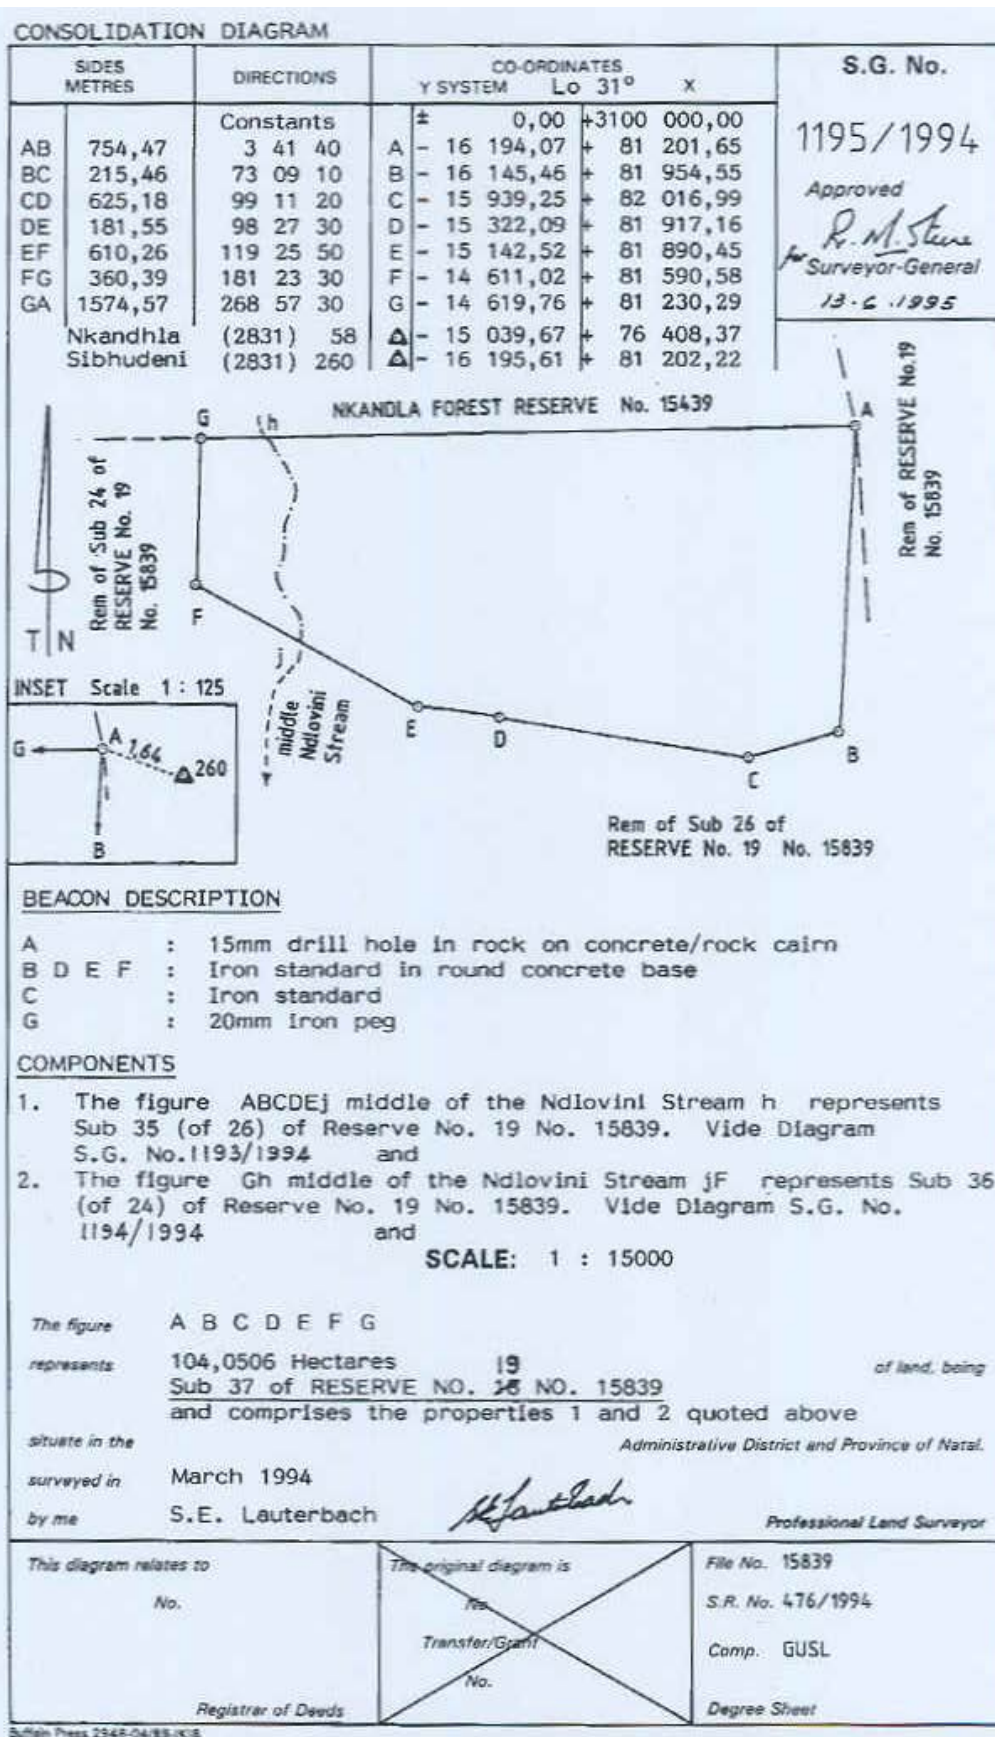 CONSOLIDATION DIAGRAM
SIDES METRES DIRECTIONS CO-ORDINATES Y SYSTEM Lo 31° X
Constants ± 0,00 +3100 000,00
AB 754,47 3 41 40 A - 16 194,07 + 81 201,65
BC 215,46 73 09 10 B - 16 145,46 + 81 954,55
CD 625,18 99 11 20 C - 15 939,25 + 82 016,99
DE 181,55 98 27 30 D - 15 322,09 + 81 917,16
EF 610,26 119 25 50 E - 15 142,52 + 81 890,45
FG 360,39 181 23 30 F - 14 611,02 + 81 590,58
GA 1574,57 268 57 30 G - 14 619,76 + 81 230,29
Nkandhla (2831) 58 △ - 15 039,67 + 76 408,37
Sibhudeni (2831) 260 △ - 16 195,61 + 81 202,22
S.G. No.
1195/1994
Approved
for Surveyor-General
13.6.1995
NKANDLA FOREST RESERVE No. 15439
G
h
A
Rem of RESERVE No.19
No. 15839
Rem of Sub 24 of
RESERVE No. 19
No. 15839
F
T N
j
middle
Ndlovini
Stream
E
D
C
B
INSET Scale 1 : 125
G A 1,64 260
B
Rem of Sub 26 of
RESERVE No. 19 No. 15839
BEACON DESCRIPTION
A : 15mm drill hole in rock on concrete/rock cairn
B D E F : Iron standard in round concrete base
C : Iron standard
G : 20mm Iron peg
COMPONENTS
1. The figure ABCDEj middle of the Ndlovini Stream h represents
Sub 35 (of 26) of Reserve No. 19 No. 15839. Vide Diagram
S.G. No.1193/1994 and
2. The figure Gh middle of the Ndlovini Stream jF represents Sub 36
(of 24) of Reserve No. 19 No. 15839. Vide Diagram S.G. No.
1194/1994 and
SCALE: 1 : 15000
The figure A B C D E F G
represents 104,0506 Hectares of land, being
Sub 37 of RESERVE NO. 19 NO. 15839
and comprises the properties 1 and 2 quoted above
situate in the Administrative District and Province of Natal.
surveyed in March 1994
by me S.E. Lauterbach Professional Land Surveyor
This diagram relates to
No.
Registrar of Deeds
The original diagram is
No.
Transfer/Grant
No.
File No. 15839
S.R. No. 476/1994
Comp. GUSL
Degree Sheet